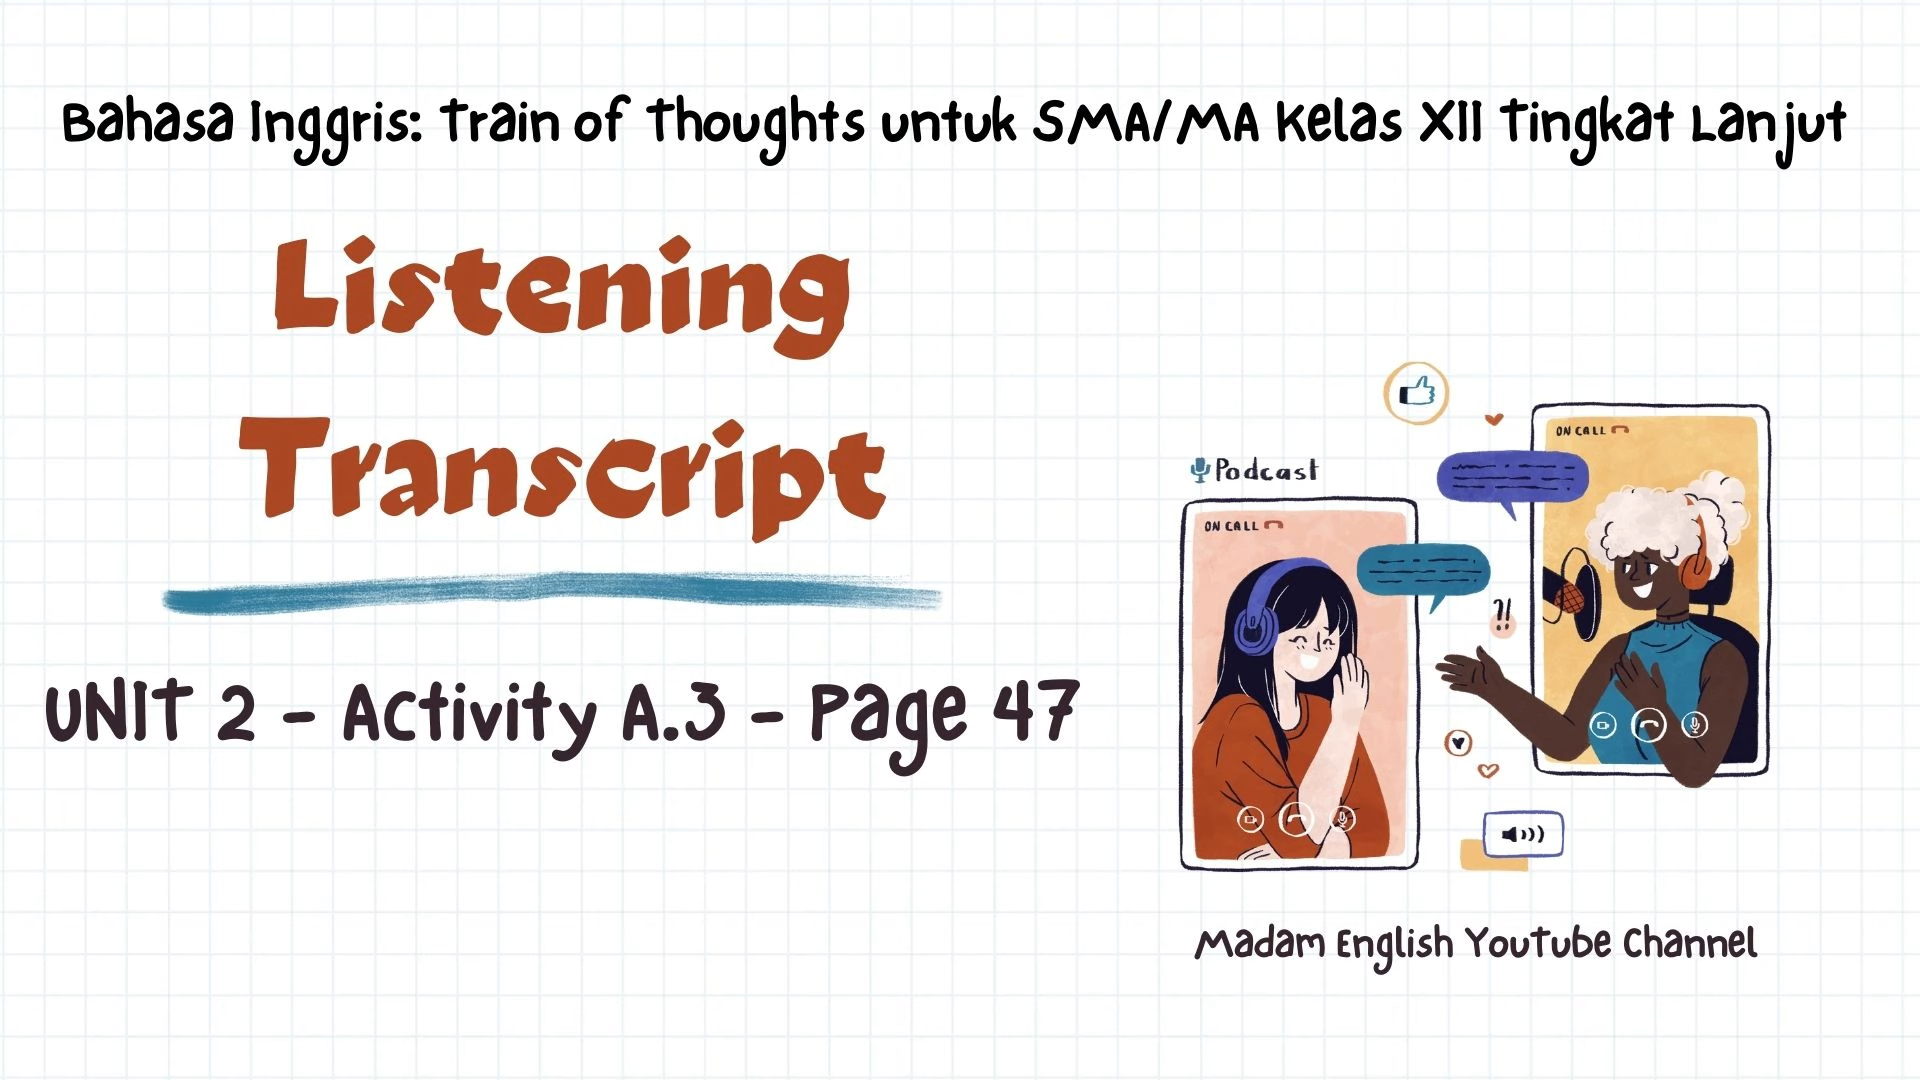 Bahasa Inggris: Train of Thoughts untuk SMA/MA Kelas XII Tingkat Lanjut
Listening
Transcript
UNIT 2 - Activity A.3 - Page 47
Podcast
ON CALL
ON CALL
?!
Madam English YouTube Channel